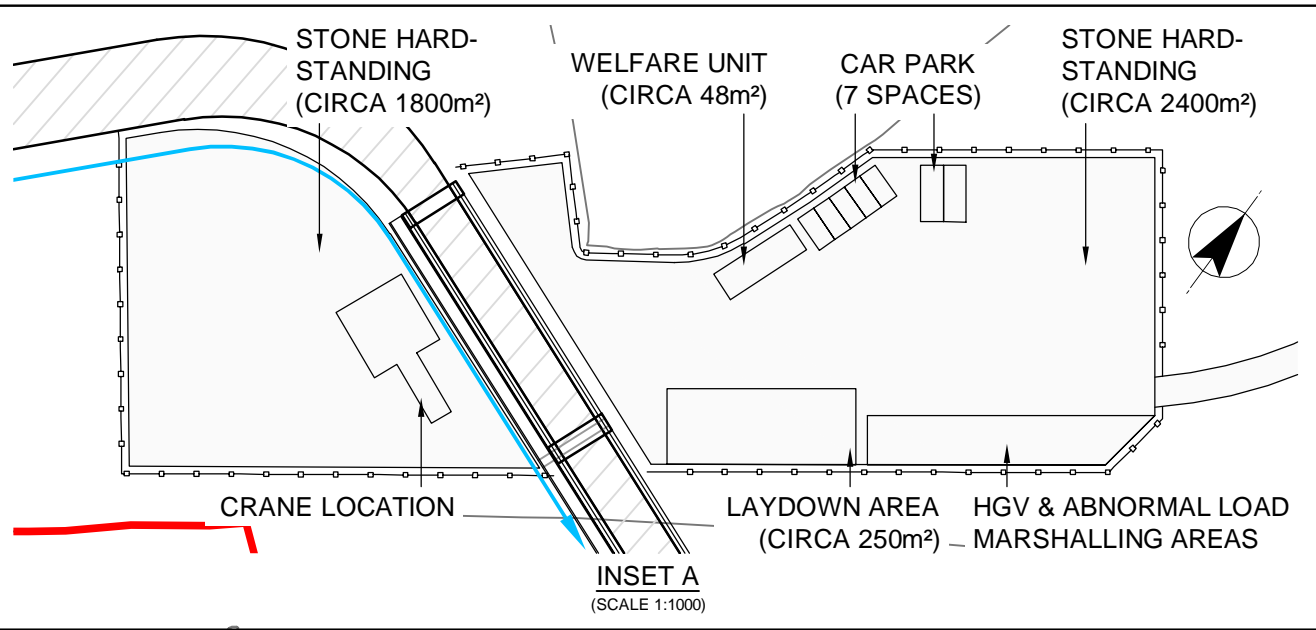 STONE HARD-
STANDING
(CIRCA 1800m²)
WELFARE UNIT
(CIRCA 48m²)
CAR PARK
(7 SPACES)
STONE HARD-
STANDING
(CIRCA 2400m²)
CRANE LOCATION
LAYDOWN AREA
(CIRCA 250m²)
HGV & ABNORMAL LOAD
MARSHALLING AREAS
INSET A
(SCALE 1:1000)